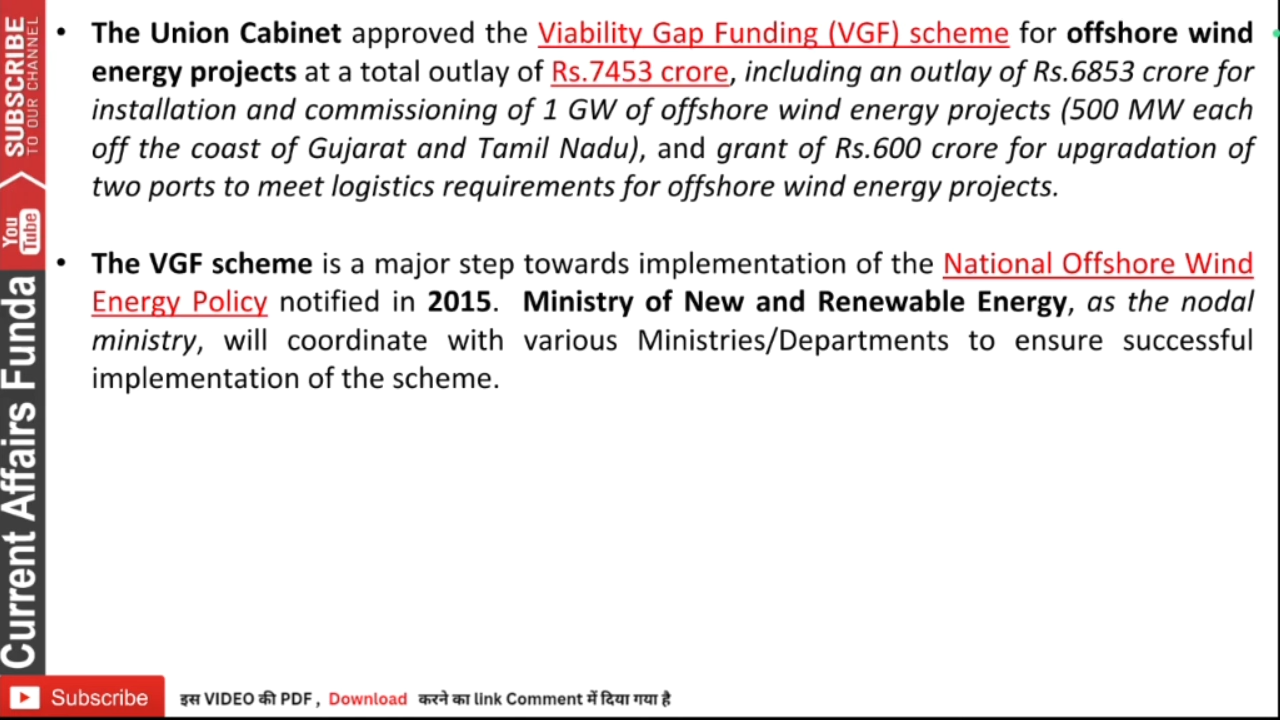 • The Union Cabinet approved the Viability Gap Funding (VGF) scheme for offshore wind
energy projects at a total outlay of Rs.7453 crore, including an outlay of Rs.6853 crore for
installation and commissioning of 1 GW of offshore wind energy projects (500 MW each
off the coast of Gujarat and Tamil Nadu), and grant of Rs.600 crore for upgradation of
two ports to meet logistics requirements for offshore wind energy projects.
• The VGF scheme is a major step towards implementation of the National Offshore Wind
Energy Policy notified in 2015. Ministry of New and Renewable Energy, as the nodal
ministry, will coordinate with various Ministries/Departments to ensure successful
implementation of the scheme.
SUBSCRIBE
TO OUR CHANNEL
You
Tube
Current Affairs Funda
Subscribe
इस VIDEO की PDF , Download करने का link Comment में दिया गया है